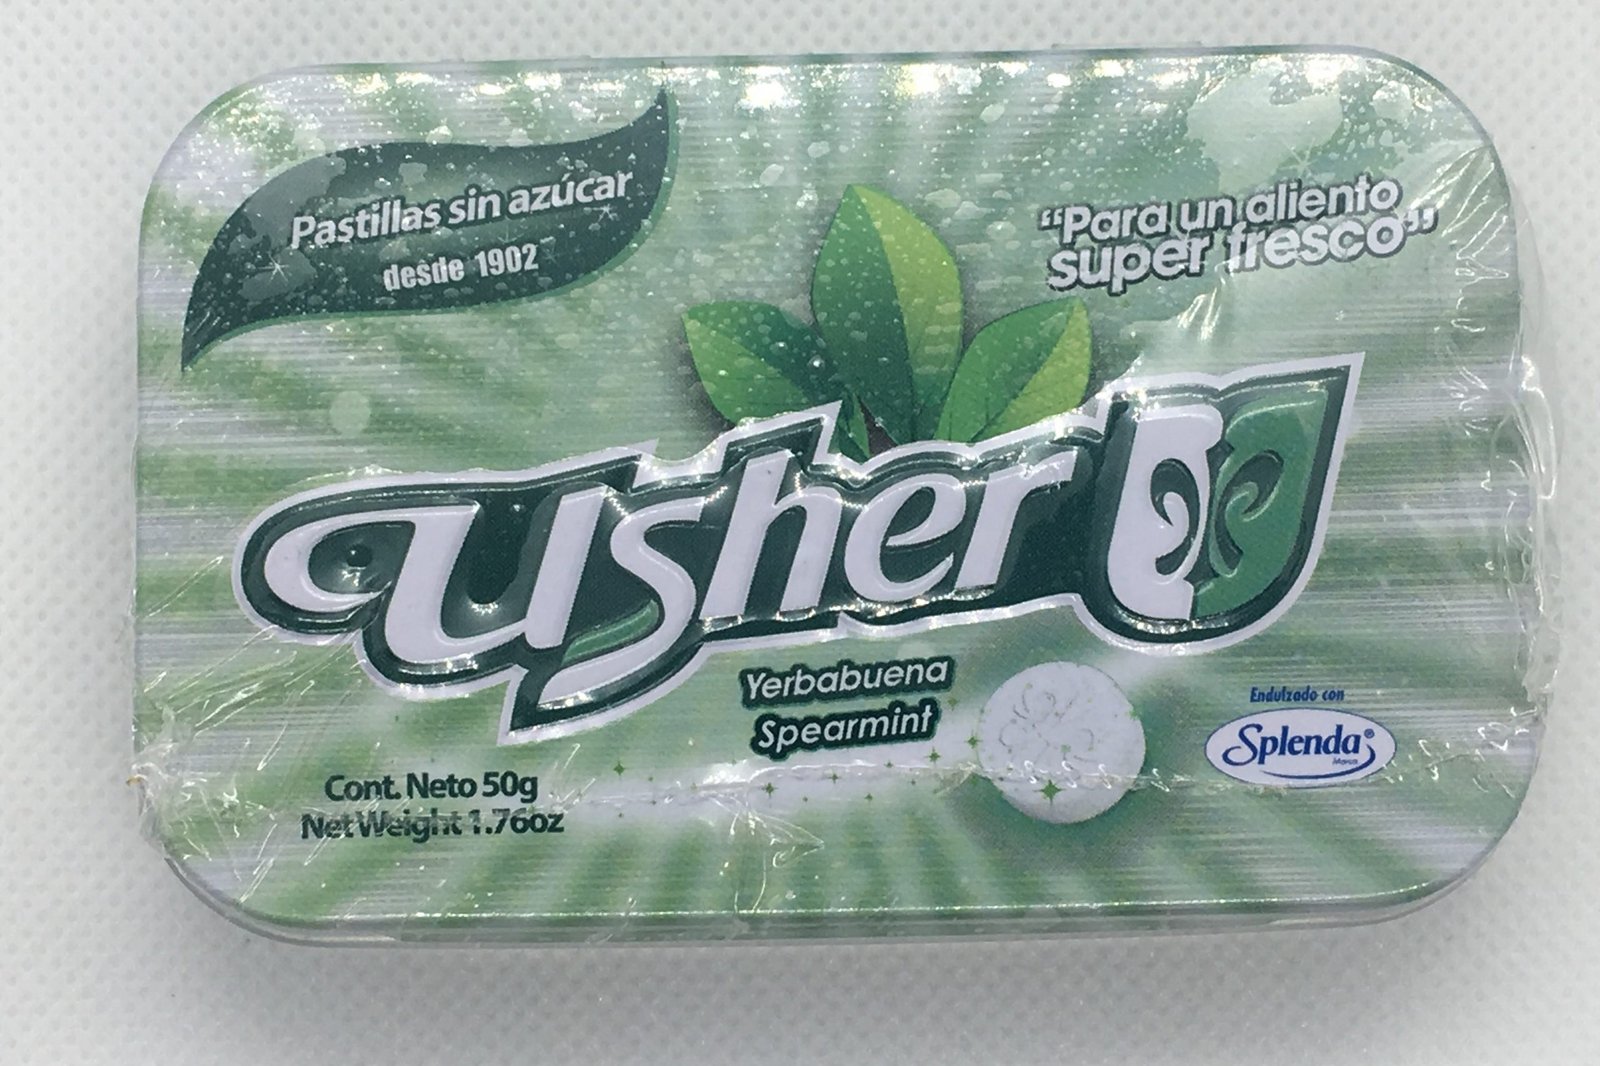 Pastillas sin azúcar
desde 1902
“Para un aliento
super fresco”
usher
Yerbabuena
Spearmint
Endulzado con
Splenda®
Marca
Cont. Neto 50g
Net Weight 1.76oz